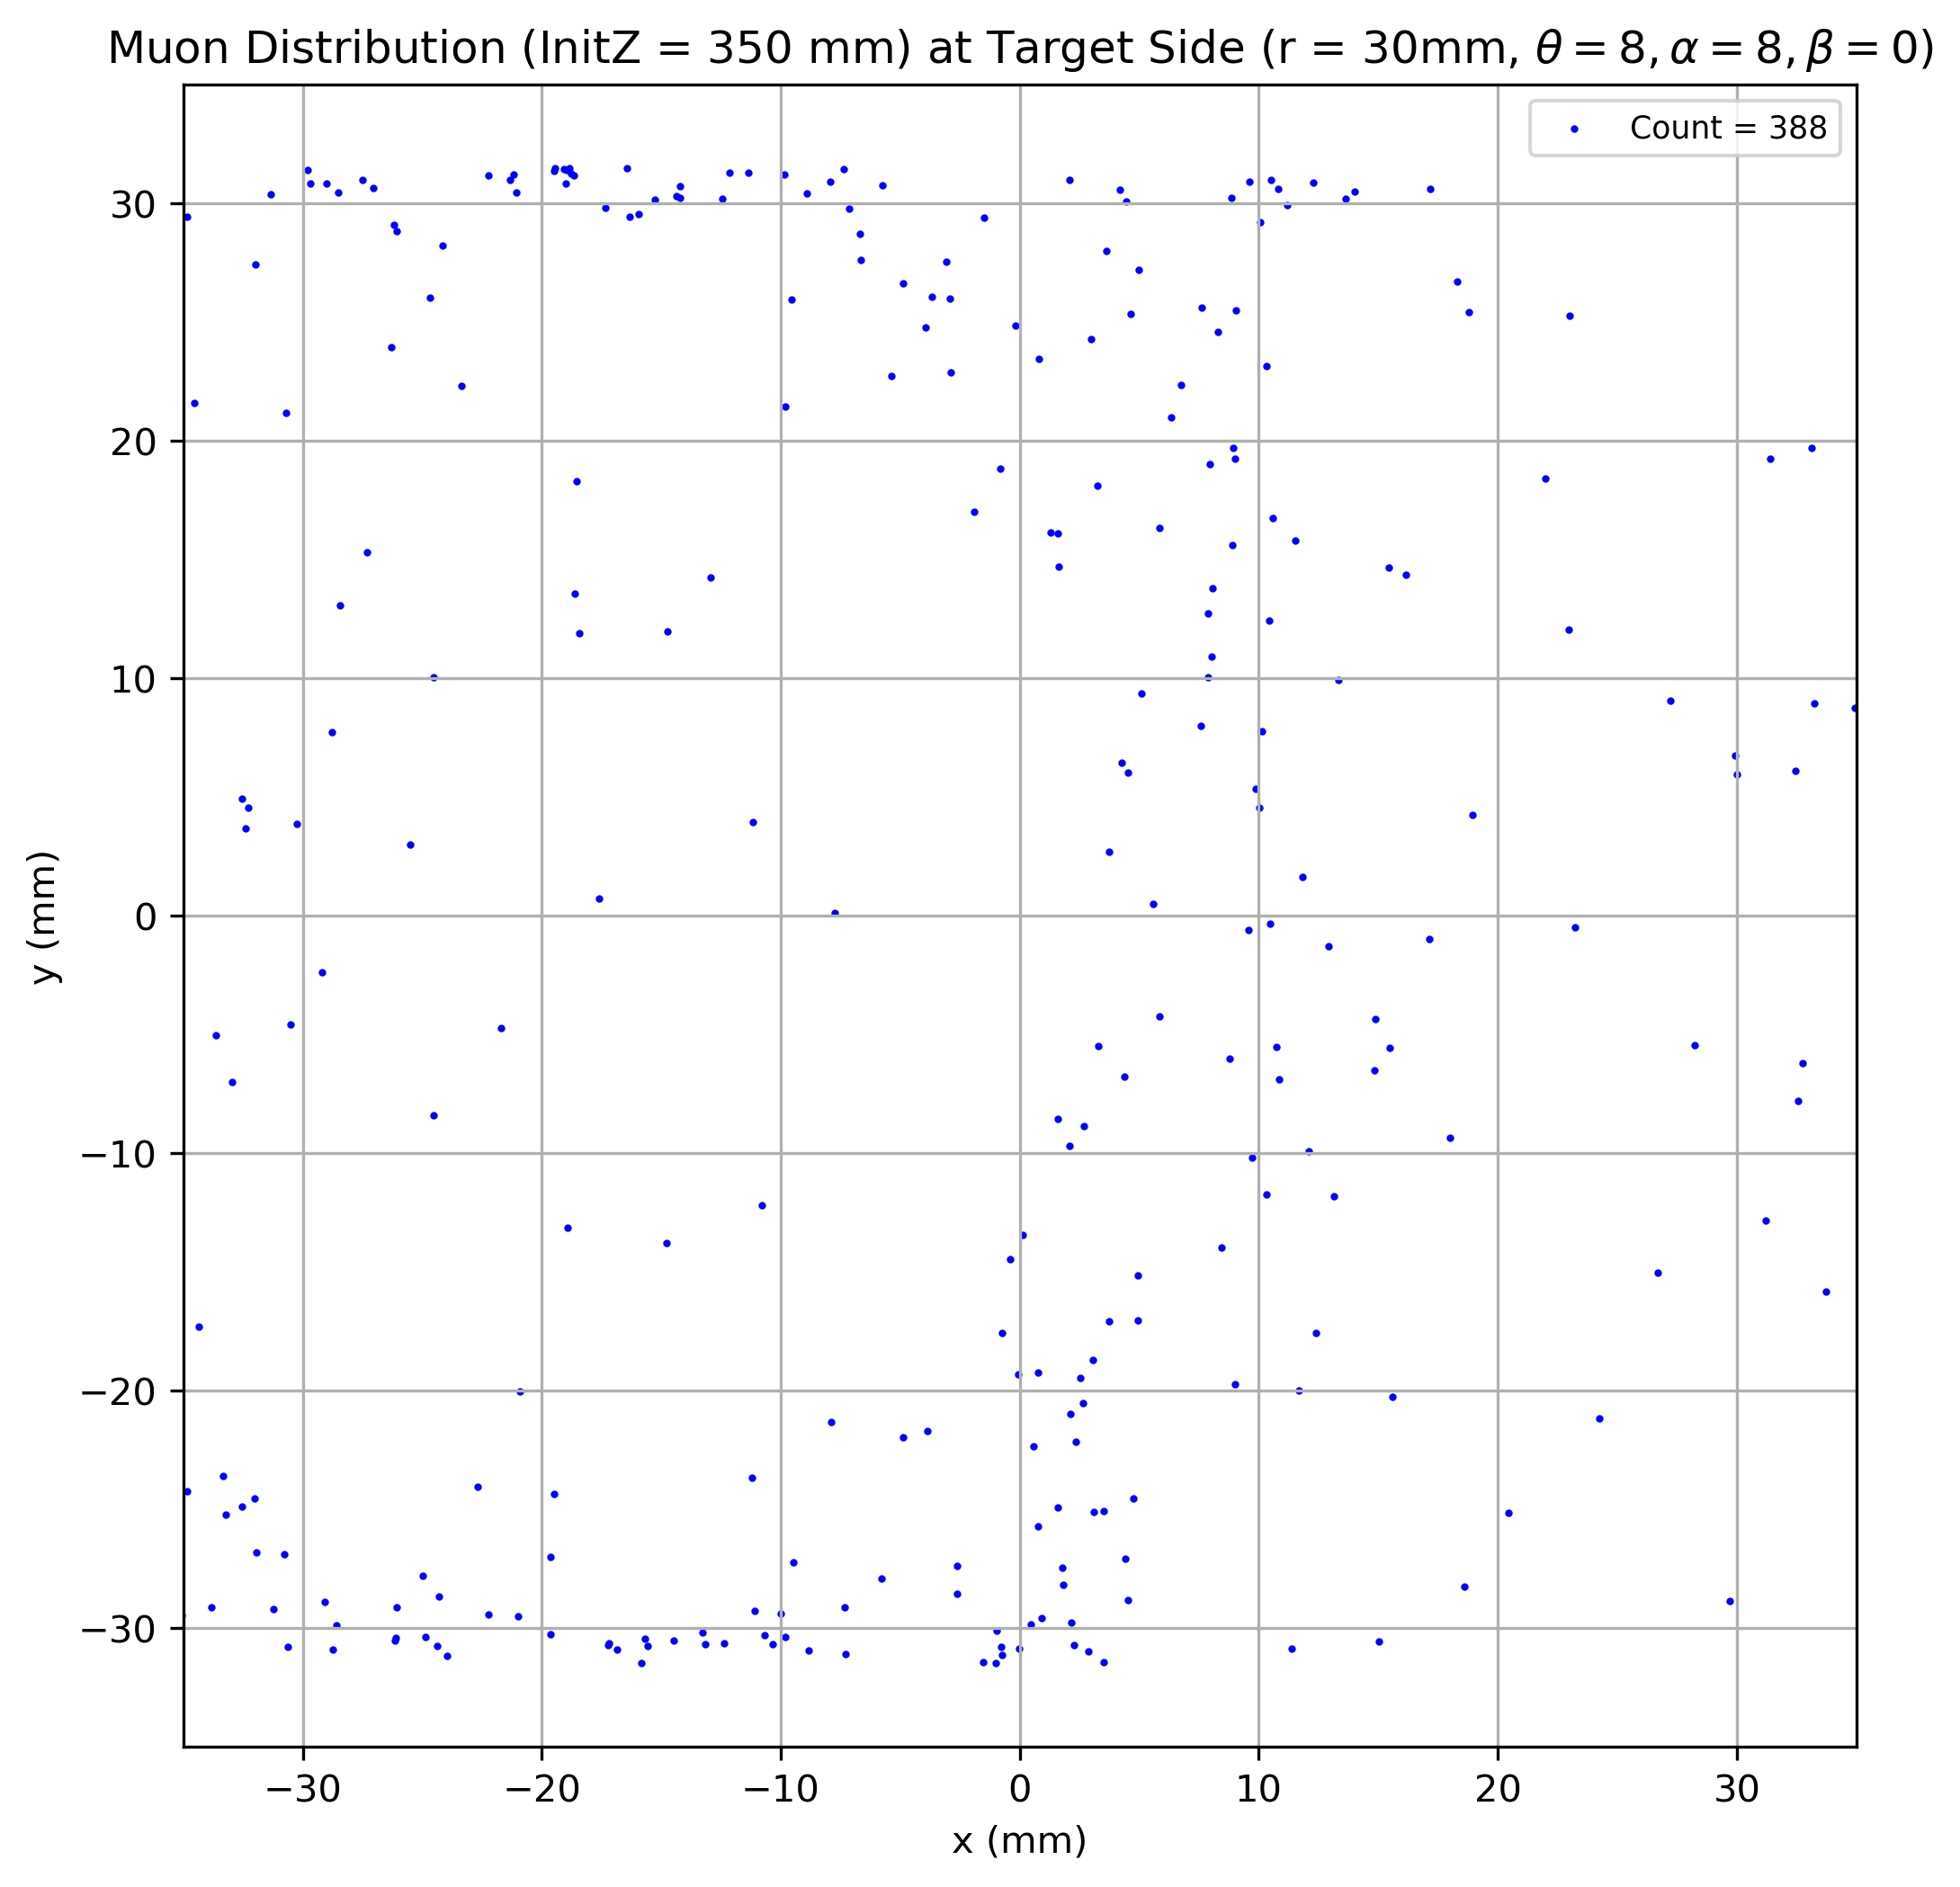 Muon Distribution (InitZ = 350 mm) at Target Side (r = 30mm, θ = 8, α = 8, β = 0)
Count = 388
30
20
10
0
−10
−20
−30
y (mm)
−30 −20 −10 0 10 20 30
x (mm)